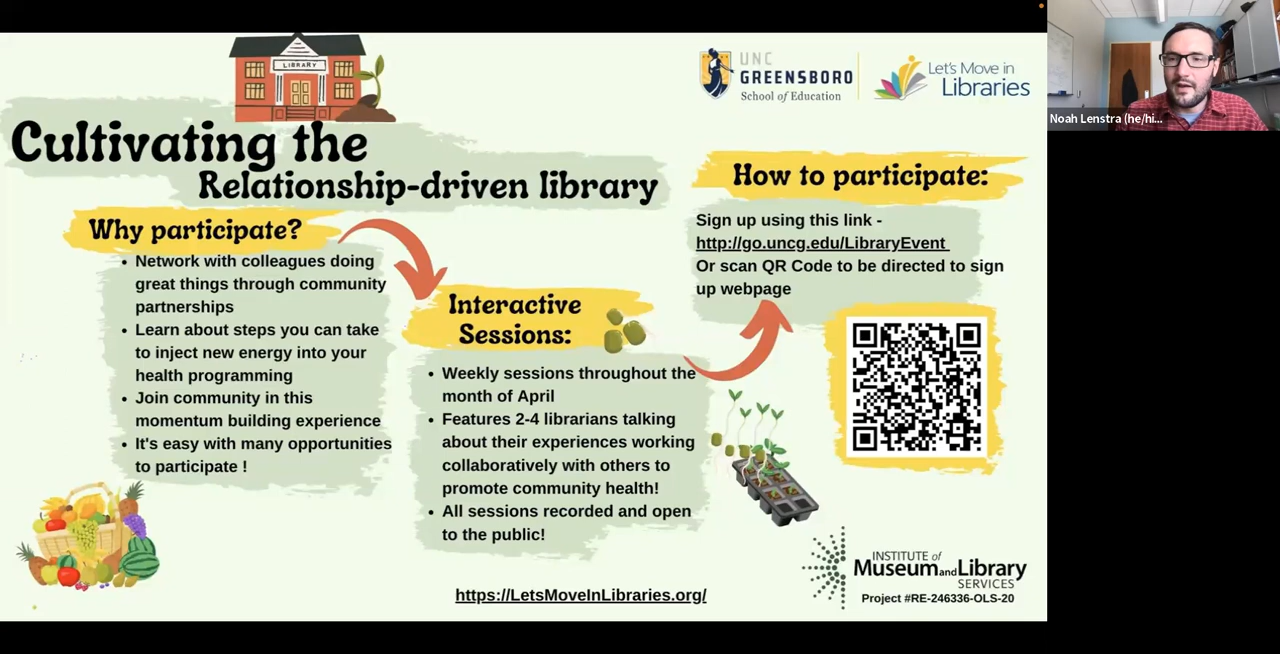 LIBRARY
UNC
GREENSBORO
School of Education
Let's Move in
Libraries
Noah Lenstra (he/hi...
Cultivating the
Relationship-driven library
Why participate?
• Network with colleagues doing
great things through community
partnerships
• Learn about steps you can take
to inject new energy into your
health programming
• Join community in this
momentum building experience
• It's easy with many opportunities
to participate !
Interactive
Sessions:
• Weekly sessions throughout the
month of April
• Features 2-4 librarians talking
about their experiences working
collaboratively with others to
promote community health!
• All sessions recorded and open
to the public!
How to participate:
Sign up using this link -
http://go.uncg.edu/LibraryEvent
Or scan QR Code to be directed to sign
up webpage
INSTITUTE of
Museum and Library
SERVICES
Project #RE-246336-OLS-20
https://LetsMoveInLibraries.org/